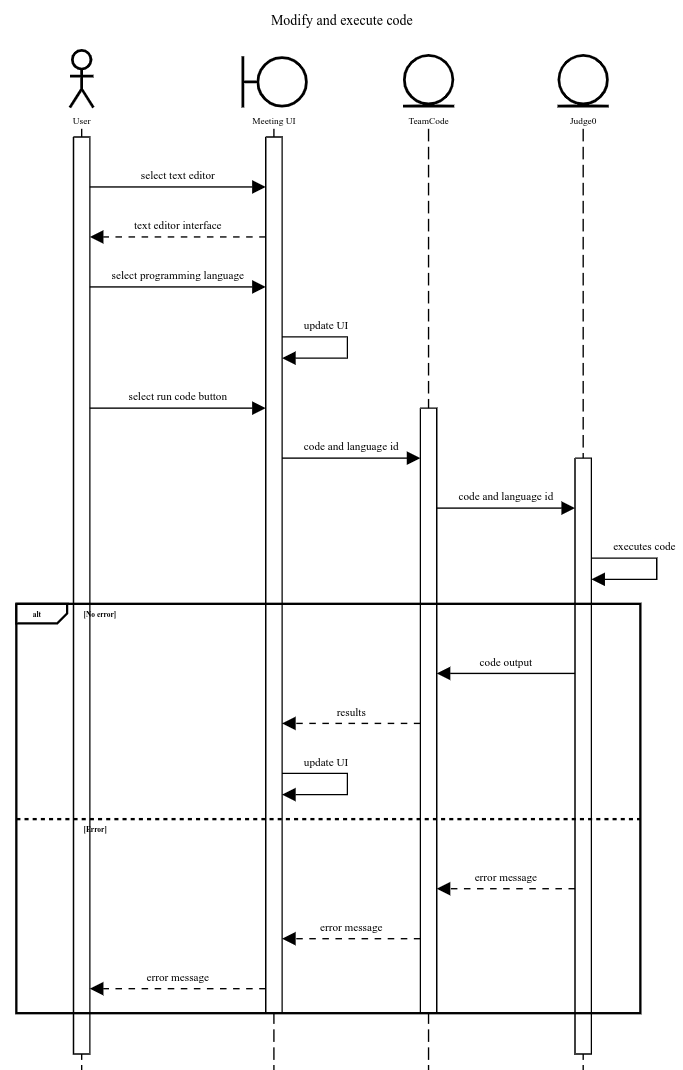 Modify and execute code
User
Meeting UI
TeamCode
Judge0
select text editor
text editor interface
select programming language
update UI
select run code button
code and language id
code and language id
executes code
alt
[No error]
code output
results
update UI
[Error]
error message
error message
error message